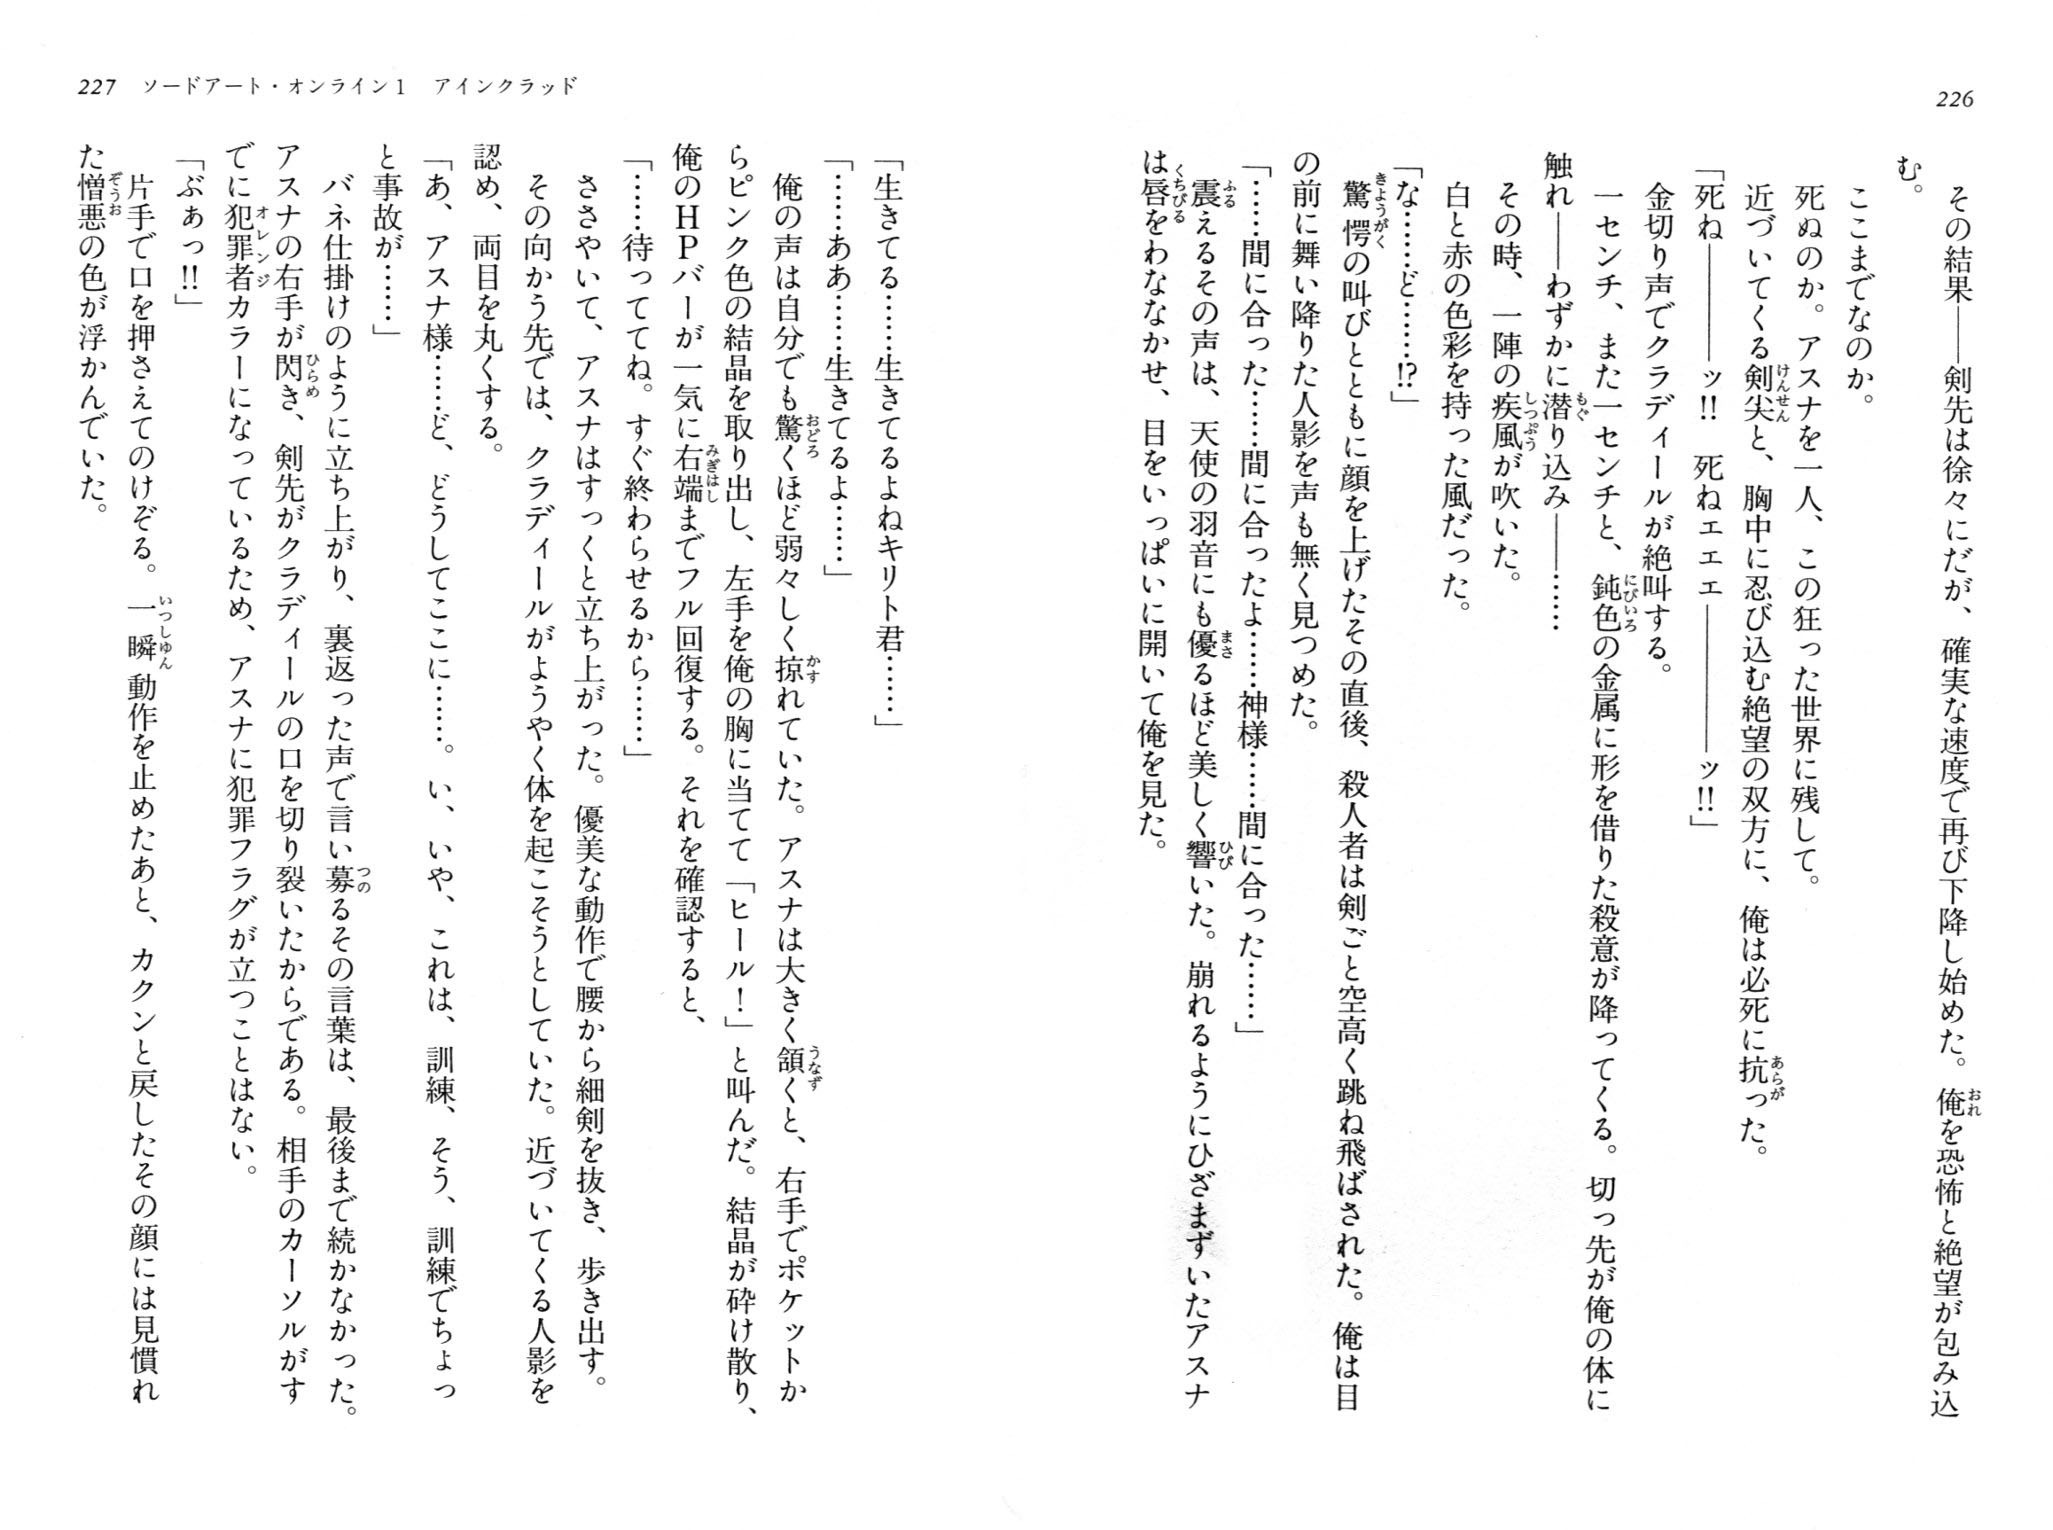 226
その結果――剣先は徐々にだが、確実な速度で再び下降し始めた。俺を恐怖と絶望が包み込
む。
ここまでなのか。
死ぬのか。アスナを一人、この狂った世界に残して。
近づいてくる剣尖と、胸中に忍び込む絶望の双方に、俺は必死に抗った。
「死ね――――ッ!! 死ねェェェ――――――ッ!!」
金切り声でクラディールが絶叫する。
一センチ、また一センチと、鈍色の金属に形を借りた殺意が降ってくる。切っ先が俺の体に
触れ――わずかに潜り込み――……
その時、一陣の疾風が吹いた。
白と赤の色彩を持った風だった。
「な……ど……!?」
驚愕の叫びとともに顔を上げたその直後、殺人者は剣ごと空高く跳ね飛ばされた。俺は目
の前に舞い降りた人影を声も無く見つめた。
「……間に合った……間に合ったよ……神様……間に合った……」
震えるその声は、天使の羽音にも優るほど美しく響いた。崩れるようにひざまずいたアスナ
は唇をわななかせ、目をいっぱいに開いて俺を見た。
227 ソードアート・オンライン1 アインクラッド
「生きてる……生きてるよねキリト君……」
「……ああ……生きてるよ……」
俺の声は自分でも驚くほど弱々しく掠れていた。アスナは大きく頷くと、右手でポケットか
らピンク色の結晶を取り出し、左手を俺の胸に当てて「ヒール!」と叫んだ。結晶が砕け散り、
俺のHPバーが一気に右端までフル回復する。それを確認すると、
「……待っててね。すぐ終わらせるから……」
ささやいて、アスナはすっくと立ち上がった。優美な動作で腰から細剣を抜き、歩き出す。
その向かう先では、クラディールがようやく体を起こそうとしていた。近づいてくる人影を
認め、両目を丸くする。
「あ、アスナ様……ど、どうしてここに……。い、いや、これは、訓練、そう、訓練でちょっ
と事故が……」
バネ仕掛けのように立ち上がり、裏返った声で言い募るその言葉は、最後まで続かなかった。
アスナの右手が閃き、剣先がクラディールの口を切り裂いたからである。相手のカーソルがす
でに犯罪者カラーになっているため、アスナに犯罪フラグが立つことはない。
「ぶぁっ!!」
片手で口を押さえてのけぞる。一瞬動作を止めたあと、カクンと戻したその顔には見慣れ
た憎悪の色が浮かんでいた。